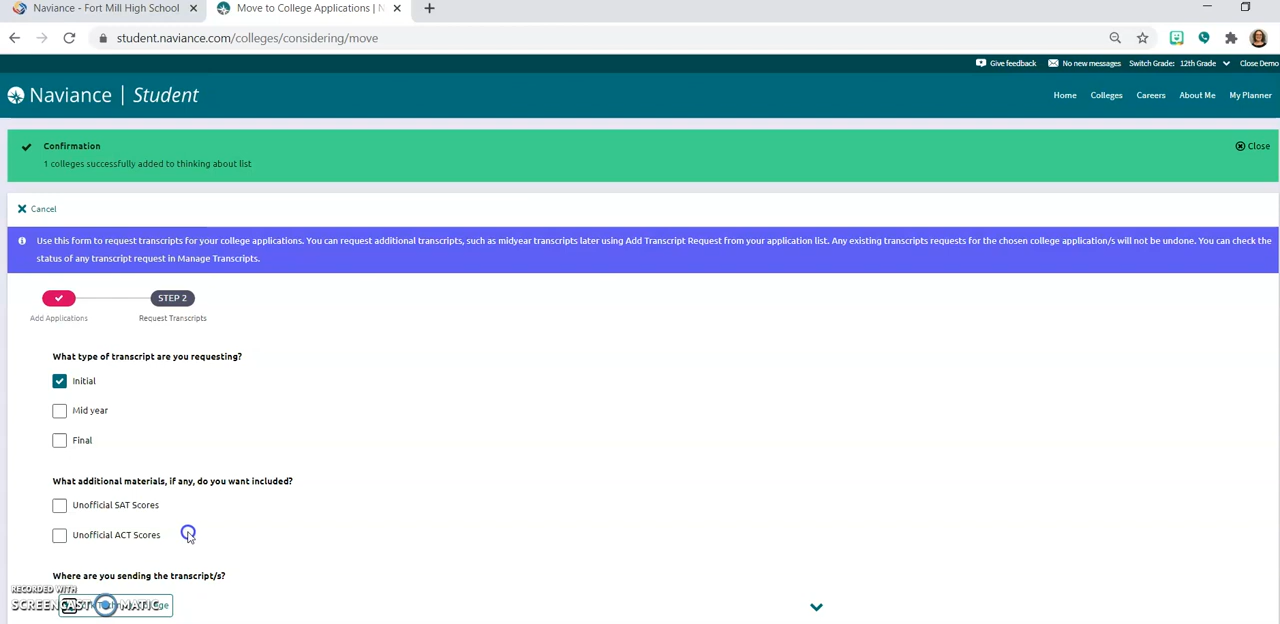 Naviance - Fort Mill High School
Move to College Applications | N
student.naviance.com/colleges/considering/move
Give feedback
No new messages
Switch Grade: 12th Grade
Close Demo
Naviance | Student
Home
Colleges
Careers
About Me
My Planner
Confirmation
Close
1 colleges successfully added to thinking about list
Cancel
Use this form to request transcripts for your college applications. You can request additional transcripts, such as midyear transcripts later using Add Transcript Request from your application list. Any existing transcripts requests for the chosen college application/s will not be undone. You can check the
status of any transcript request in Manage Transcripts.
STEP 2
Add Applications
Request Transcripts
What type of transcript are you requesting?
Initial
Mid year
Final
What additional materials, if any, do you want included?
Unofficial SAT Scores
Unofficial ACT Scores
Where are you sending the transcript/s?
RECORDED WITH
SCREENCAST-O-MATIC